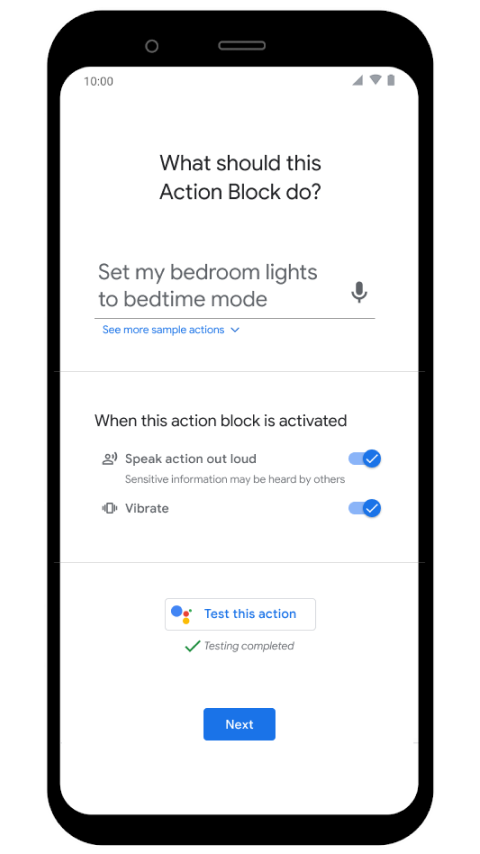 10:00
What should this
Action Block do?
Set my bedroom lights
to bedtime mode
See more sample actions
When this action block is activated
Speak action out loud
Sensitive information may be heard by others
Vibrate
Test this action
Testing completed
Next